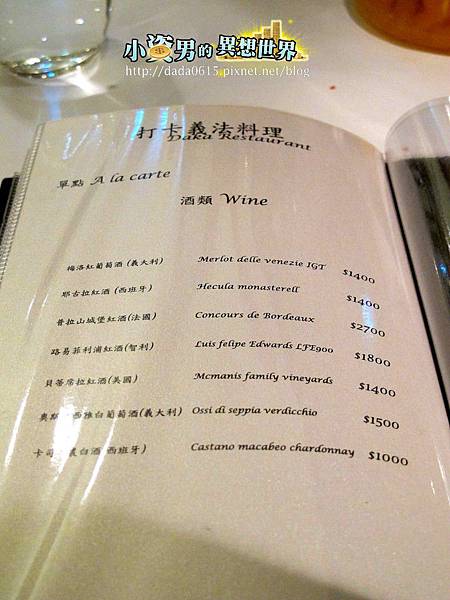 小資男的異想世界
http://dada0615.pixnet.net/blog
打卡義法料理
Daka Restaurant
單點 A la carte
酒類 Wine
梅洛紅葡萄酒 (義大利) Merlot delle venezie IGT $1400
耶古拉紅酒 (西班牙) Hecula monasterell $1400
普拉山城堡紅酒(法國) Concours de Bordeaux $2700
路易菲利浦紅酒(智利) Luis felipe Edwards LFE900 $1800
貝蒂席拉紅酒(美國) Mcmanis family vineyards $1400
奧斯 西雅白葡萄酒(義大利) Ossi di seppia verdicchio $1500
卡 白酒 西班牙) Castano macabeo chardonnay $1000